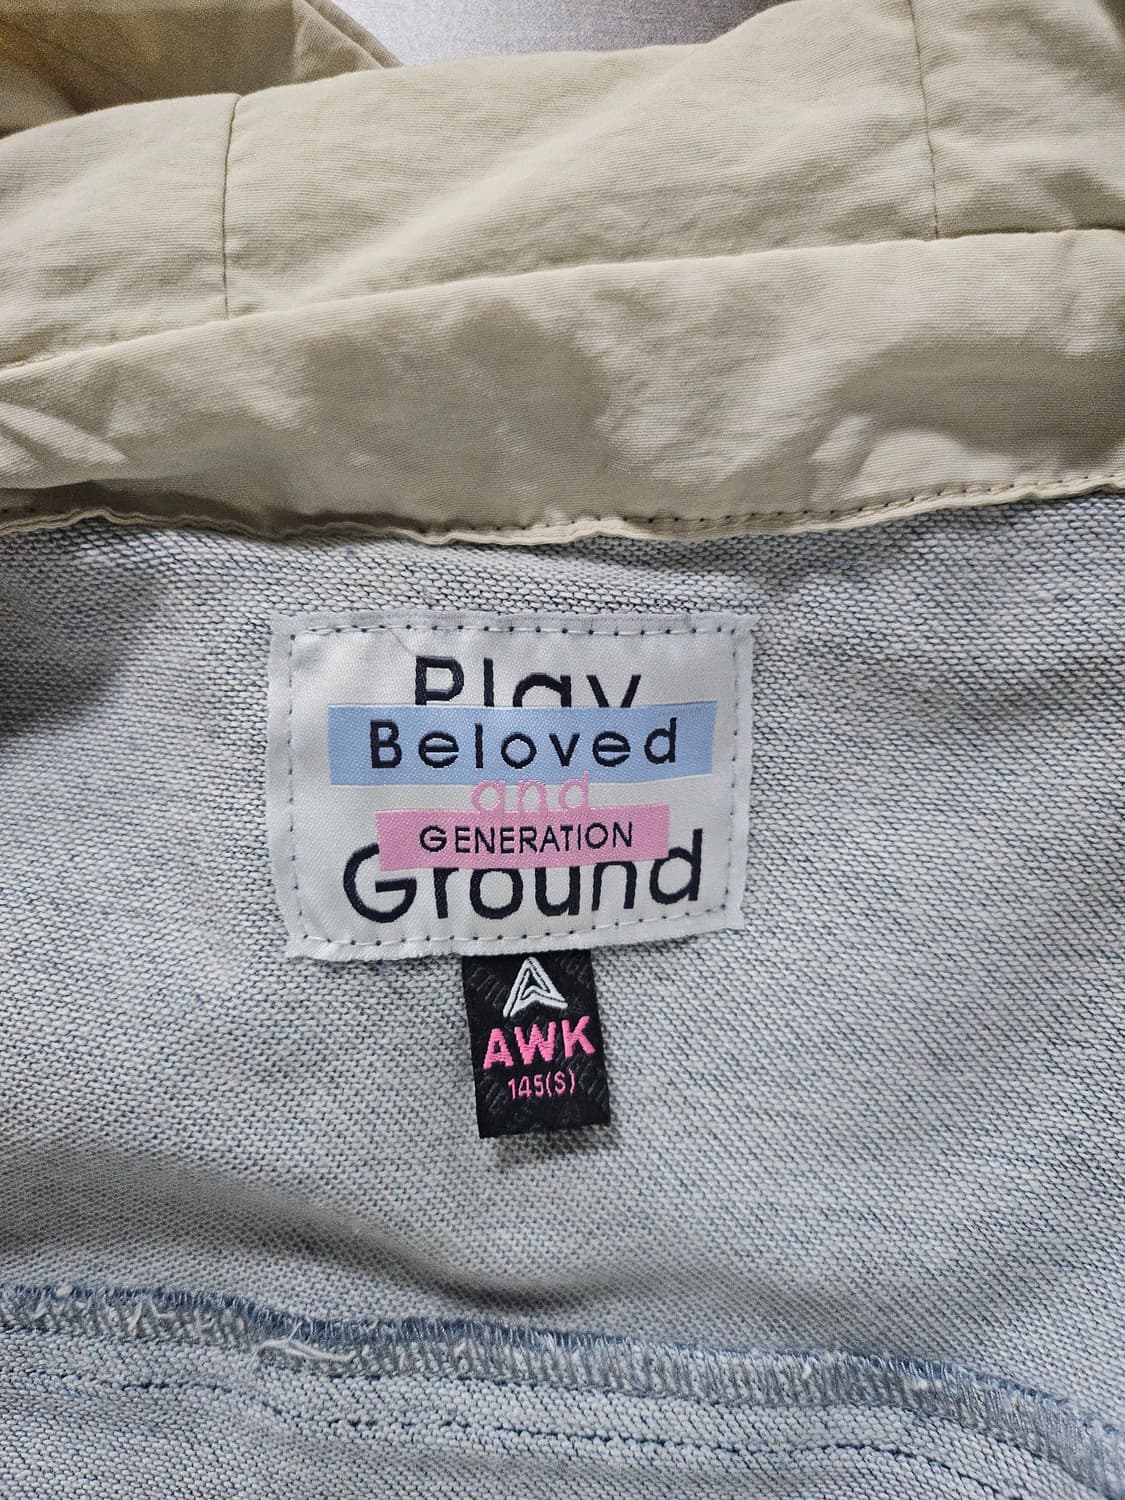 Play
Beloved
and
GENERATION
Ground
AWK
145(S)